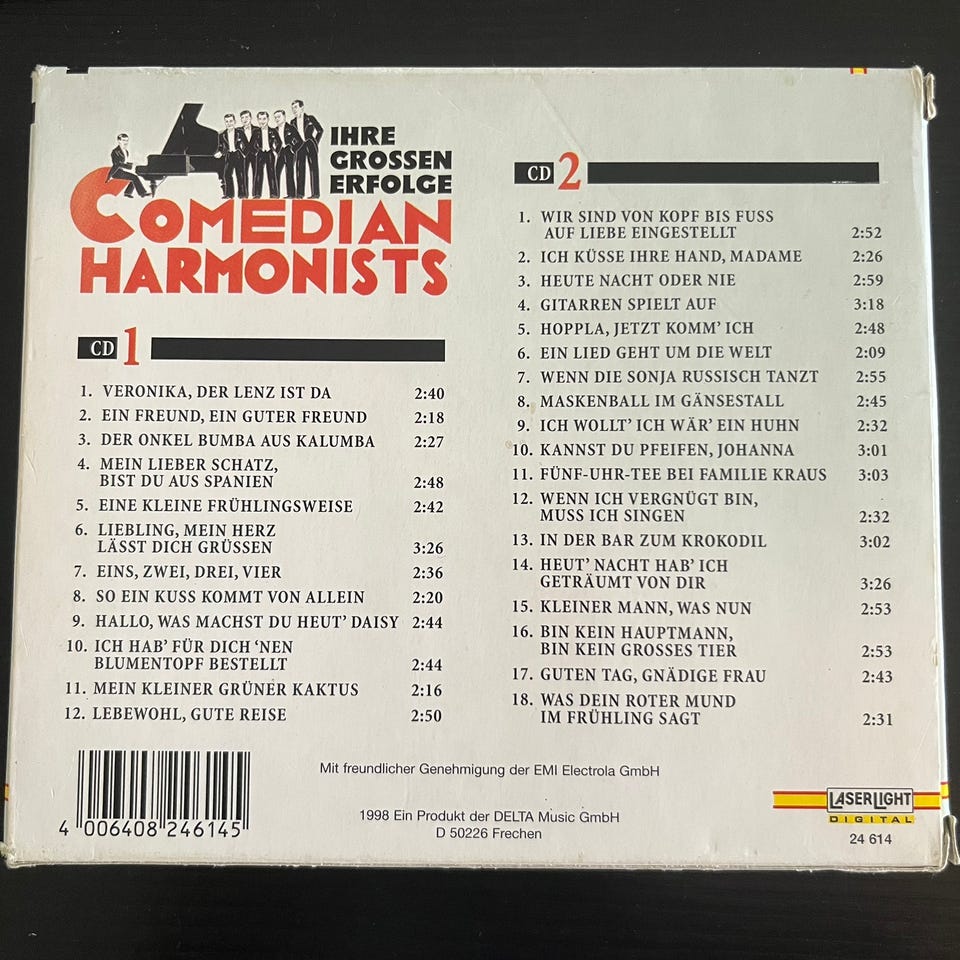 IHRE
GROSSEN
ERFOLGE
COMEDIAN
HARMONISTS
CD 1
1. VERONIKA, DER LENZ IST DA 2:40
2. EIN FREUND, EIN GUTER FREUND 2:18
3. DER ONKEL BUMBA AUS KALUMBA 2:27
4. MEIN LIEBER SCHATZ,
BIST DU AUS SPANIEN 2:48
5. EINE KLEINE FRÜHLINGSWEISE 2:42
6. LIEBLING, MEIN HERZ
LÄSST DICH GRÜSSEN 3:26
7. EINS, ZWEI, DREI, VIER 2:36
8. SO EIN KUSS KOMMT VON ALLEIN 2:20
9. HALLO, WAS MACHST DU HEUT' DAISY 2:44
10. ICH HAB' FÜR DICH ‘NEN
BLUMENTOPF BESTELLT 2:44
11. MEIN KLEINER GRÜNER KAKTUS 2:16
12. LEBEWOHL, GUTE REISE 2:50
CD 2
1. WIR SIND VON KOPF BIS FUSS
AUF LIEBE EINGESTELLT 2:52
2. ICH KÜSSE IHRE HAND, MADAME 2:26
3. HEUTE NACHT ODER NIE 2:59
4. GITARREN SPIELT AUF 3:18
5. HOPPLA, JETZT KOMM' ICH 2:48
6. EIN LIED GEHT UM DIE WELT 2:09
7. WENN DIE SONJA RUSSISCH TANZT 2:55
8. MASKENBALL IM GÄNSESTALL 2:45
9. ICH WOLLT' ICH WÄR' EIN HUHN 2:32
10. KANNST DU PFEIFEN, JOHANNA 3:01
11. FÜNF-UHR-TEE BEI FAMILIE KRAUS 3:03
12. WENN ICH VERGNÜGT BIN,
MUSS ICH SINGEN 2:32
13. IN DER BAR ZUM KROKODIL 3:02
14. HEUT' NACHT HAB' ICH
GETRÄUMT VON DIR 3:26
15. KLEINER MANN, WAS NUN 2:53
16. BIN KEIN HAUPTMANN,
BIN KEIN GROSSES TIER 2:53
17. GUTEN TAG, GNÄDIGE FRAU 2:43
18. WAS DEIN ROTER MUND
IM FRÜHLING SAGT 2:31
4 006408 246145
Mit freundlicher Genehmigung der EMI Electrola GmbH
1998 Ein Produkt der DELTA Music GmbH
D 50226 Frechen
LASERLIGHT
DIGITAL
24 614